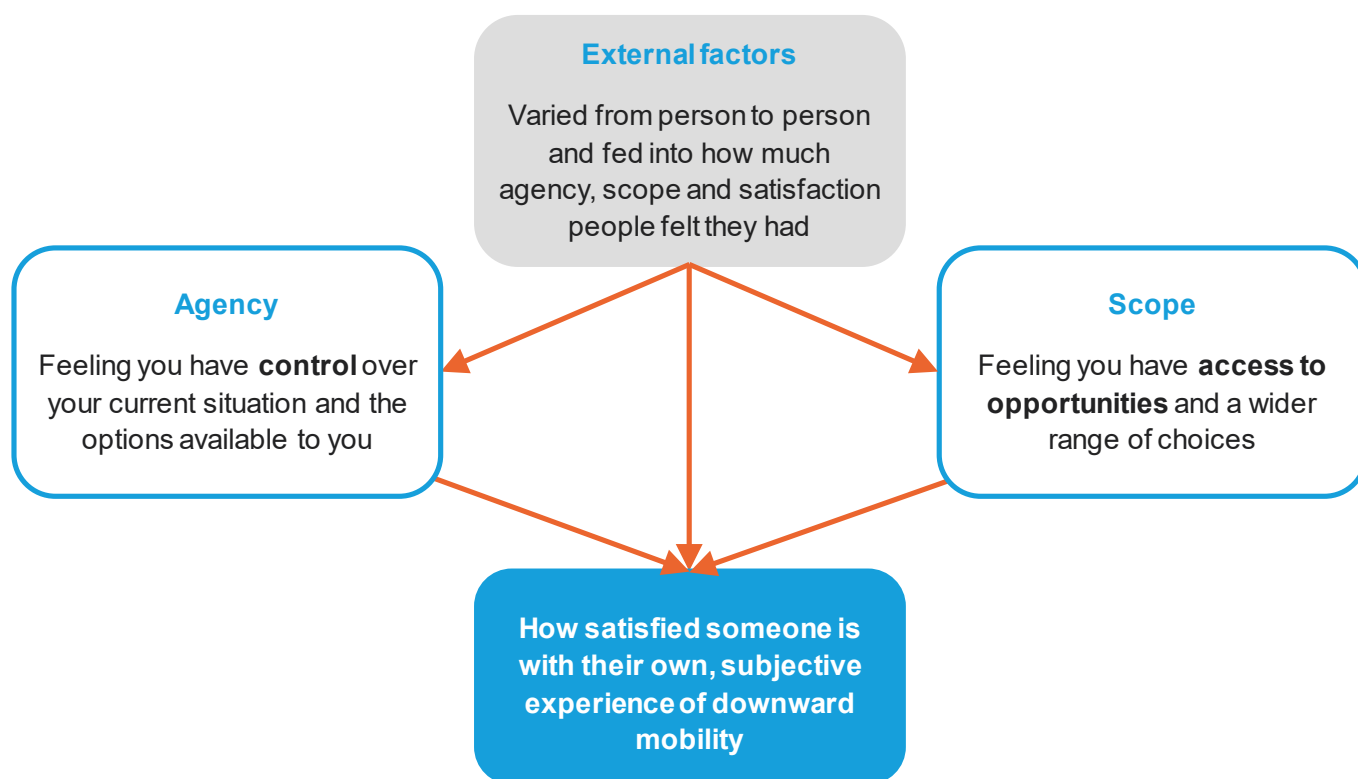 External factors
Varied from person to person
and fed into how much
agency, scope and satisfaction
people felt they had
Agency
Feeling you have control over
your current situation and the
options available to you
Scope
Feeling you have access to
opportunities and a wider
range of choices
How satisfied someone is
with their own, subjective
experience of downward
mobility